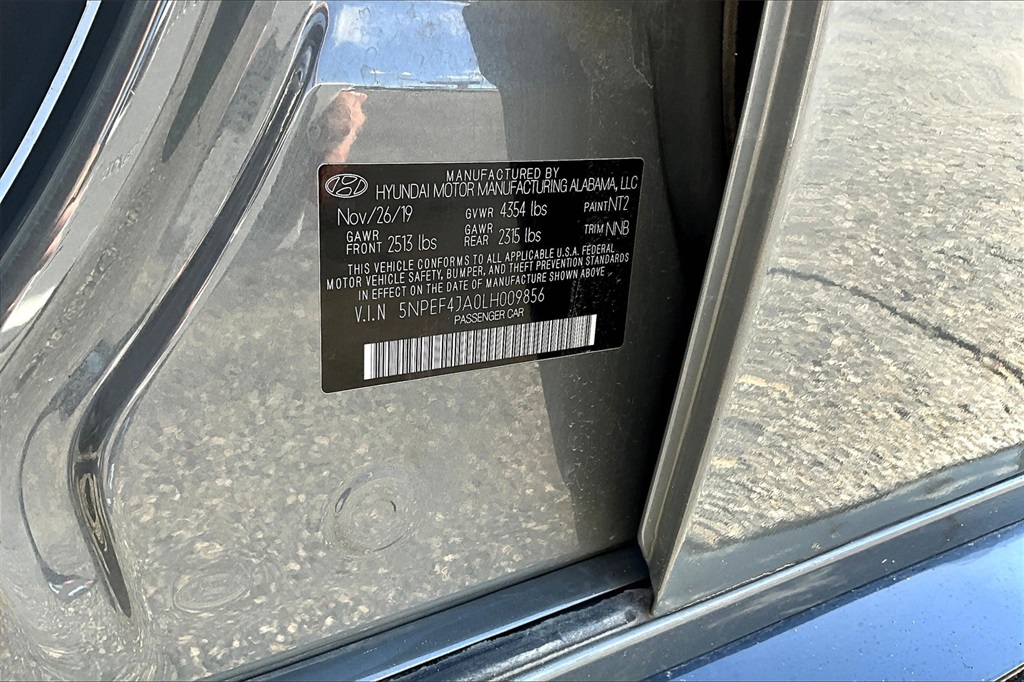 MANUFACTURED BY
HYUNDAI MOTOR MANUFACTURING ALABAMA, LLC
Nov/26/19 GVWR 4354 lbs PAINT NT2
GAWR FRONT 2513 lbs GAWR REAR 2315 lbs TRIM NNB
THIS VEHICLE CONFORMS TO ALL APPLICABLE U.S.A. FEDERAL
MOTOR VEHICLE SAFETY, BUMPER, AND THEFT PREVENTION STANDARDS
IN EFFECT ON THE DATE OF MANUFACTURE SHOWN ABOVE
V.I.N 5NPEF4JA0LH009856
PASSENGER CAR